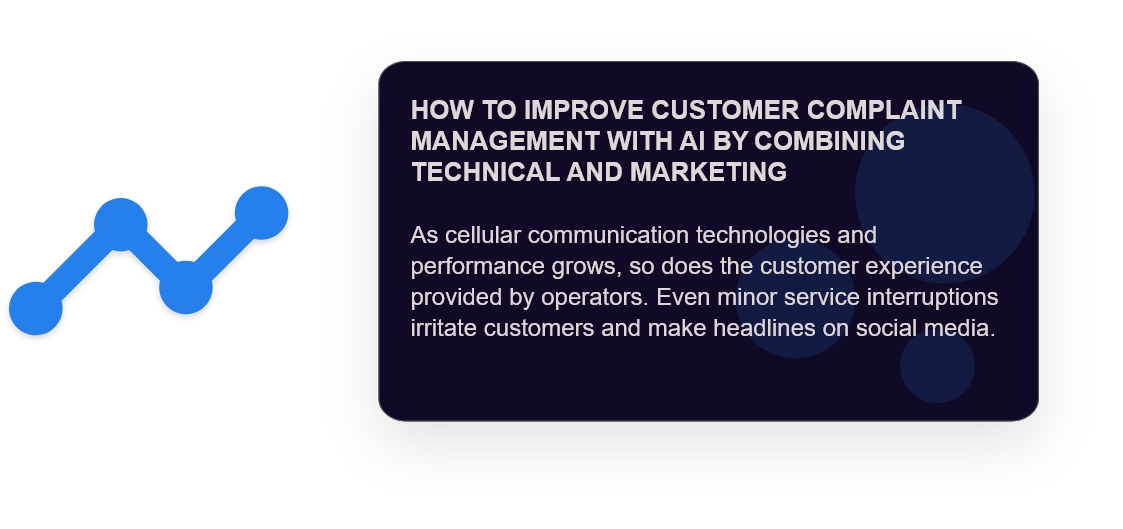 HOW TO IMPROVE CUSTOMER COMPLAINT
MANAGEMENT WITH AI BY COMBINING
TECHNICAL AND MARKETING
As cellular communication technologies and
performance grows, so does the customer experience
provided by operators. Even minor service interruptions
irritate customers and make headlines on social media.